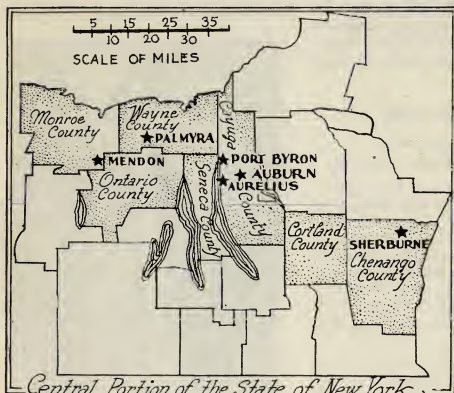 5 15 25 35
10 20 30
SCALE OF MILES
Monroe
County
Wayne
County
PALMYRA
Cayuga
County
MENDON
Ontario
County
Seneca County
PORT BYRON
AUBURN
AURELIUS
Cortland
County
SHERBURNE
Chenango
County
Central Portion of the State of New York